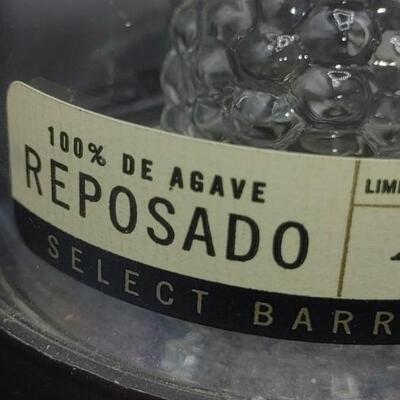 100% DE AGAVE
REPOSADO
SELECT BARR
LIM